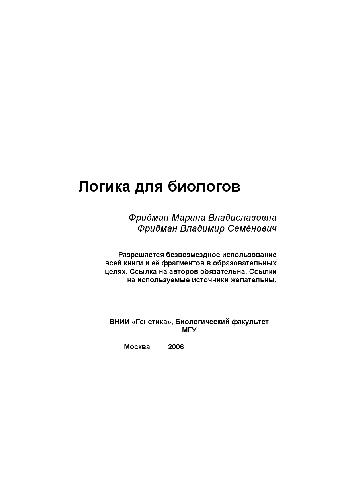 Логика для биологов
Фридман Марина Владиславовна
Фридман Владимир Семёнович
Разрешается безвозмездное использование
всей книги и её фрагментов в образовательных
целях. Ссылка на авторов обязательна. Ссылки
на используемые источники желательны.
ВНИИ «Генетика», Биологический факультет
МГУ
Москва 2006